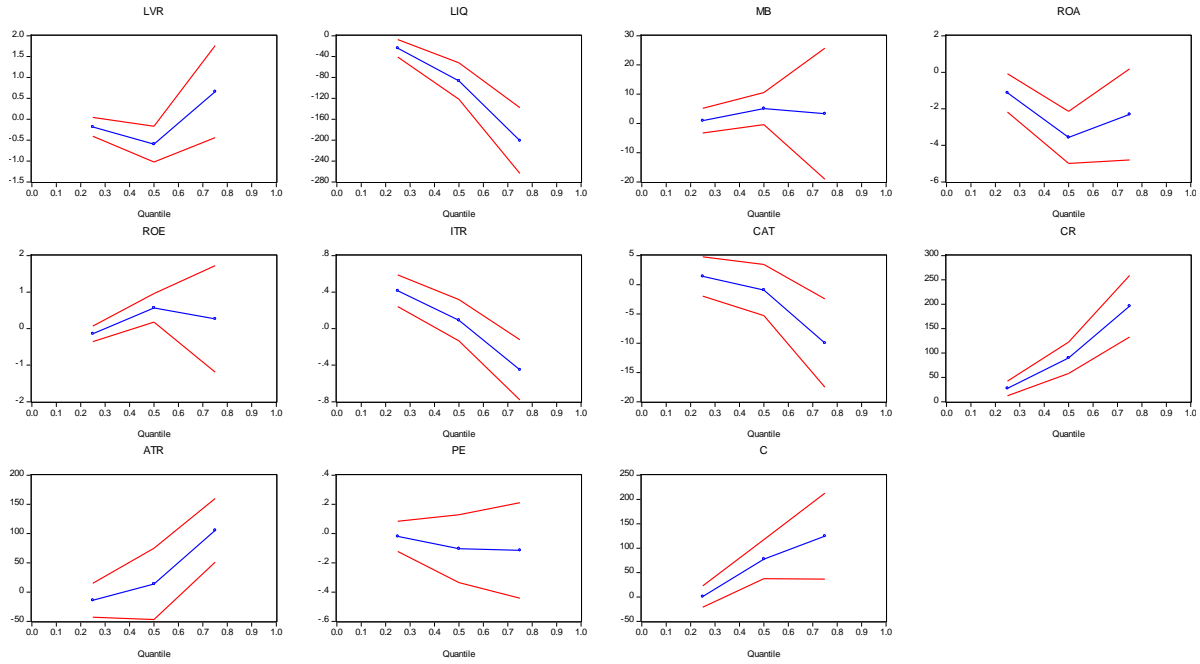 LVR
2.0
1.5
1.0
0.5
0.0
-0.5
-1.0
-1.5
0.0 0.1 0.2 0.3 0.4 0.5 0.6 0.7 0.8 0.9 1.0
Quantile
LIQ
0
-40
-80
-120
-160
-200
-240
-280
0.0 0.1 0.2 0.3 0.4 0.5 0.6 0.7 0.8 0.9 1.0
Quantile
MB
30
20
10
0
-10
-20
0.0 0.1 0.2 0.3 0.4 0.5 0.6 0.7 0.8 0.9 1.0
Quantile
ROA
2
0
-2
-4
-6
0.0 0.1 0.2 0.3 0.4 0.5 0.6 0.7 0.8 0.9 1.0
Quantile
ROE
2
1
0
-1
-2
0.0 0.1 0.2 0.3 0.4 0.5 0.6 0.7 0.8 0.9 1.0
Quantile
ITR
.8
.4
.0
-.4
-.8
0.0 0.1 0.2 0.3 0.4 0.5 0.6 0.7 0.8 0.9 1.0
Quantile
CAT
5
0
-5
-10
-15
-20
0.0 0.1 0.2 0.3 0.4 0.5 0.6 0.7 0.8 0.9 1.0
Quantile
CR
300
250
200
150
100
50
0
0.0 0.1 0.2 0.3 0.4 0.5 0.6 0.7 0.8 0.9 1.0
Quantile
ATR
200
150
100
50
0
-50
0.0 0.1 0.2 0.3 0.4 0.5 0.6 0.7 0.8 0.9 1.0
Quantile
PE
.4
.2
.0
-.2
-.4
-.6
0.0 0.1 0.2 0.3 0.4 0.5 0.6 0.7 0.8 0.9 1.0
Quantile
C
250
200
150
100
50
0
-50
0.0 0.1 0.2 0.3 0.4 0.5 0.6 0.7 0.8 0.9 1.0
Quantile